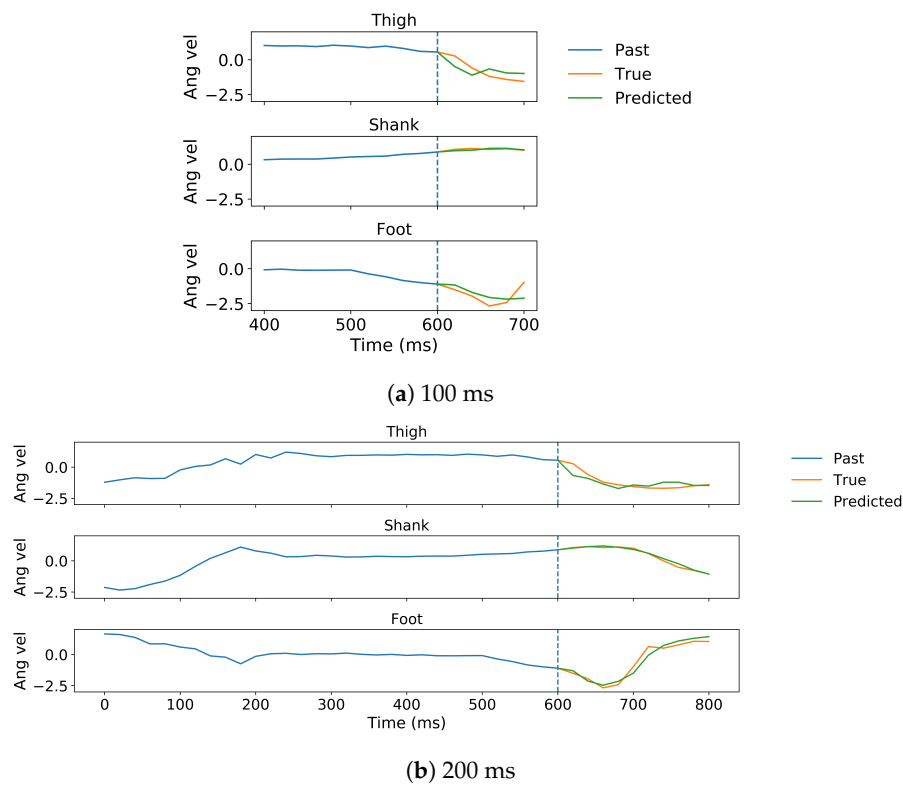 Thigh
Ang vel
0.0
−2.5
Past
True
Predicted
Shank
Ang vel
0.0
−2.5
Foot
Ang vel
0.0
−2.5
400 500 600 700
Time (ms)
(a) 100 ms
Thigh
Ang vel
0.0
−2.5
Past
True
Predicted
Shank
Ang vel
0.0
−2.5
Foot
Ang vel
0.0
−2.5
0 100 200 300 400 500 600 700 800
Time (ms)
(b) 200 ms